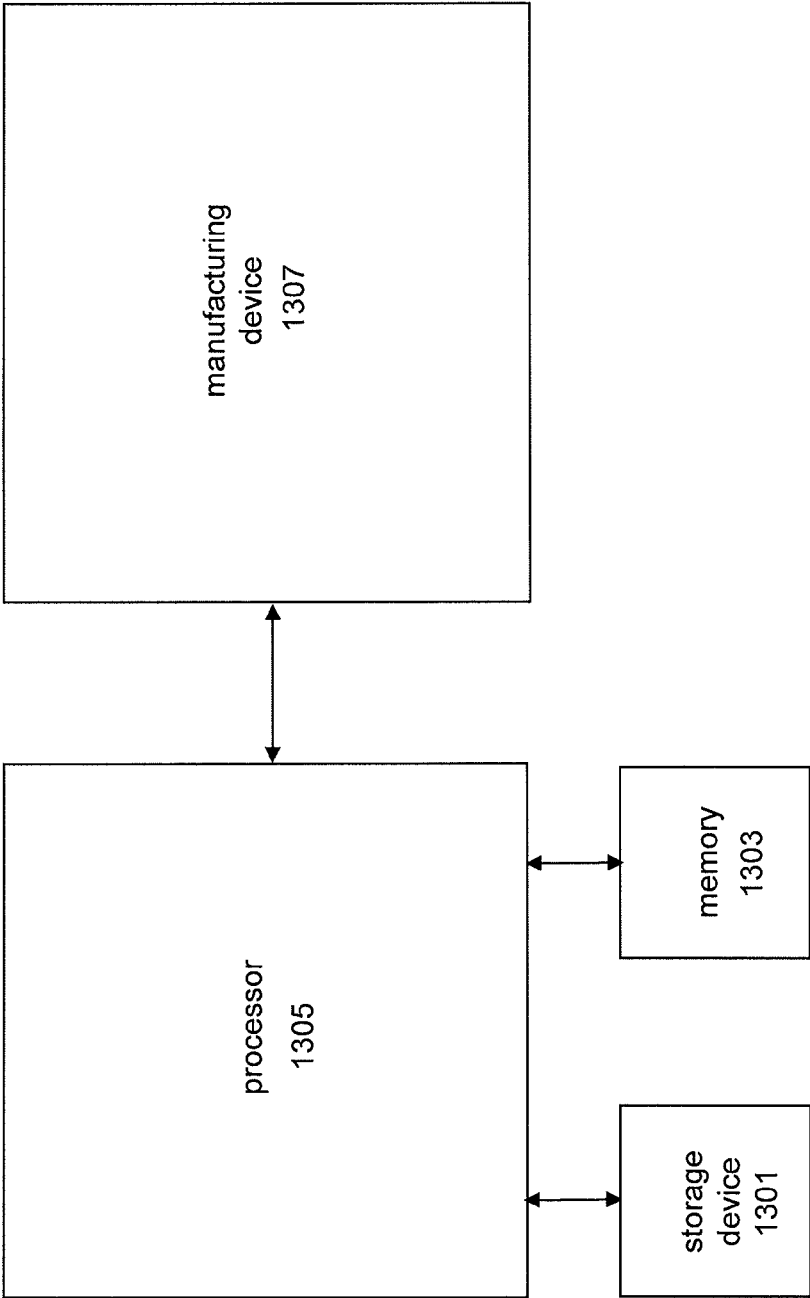 processor
1305
manufacturing
device
1307
storage
device
1301
memory
1303